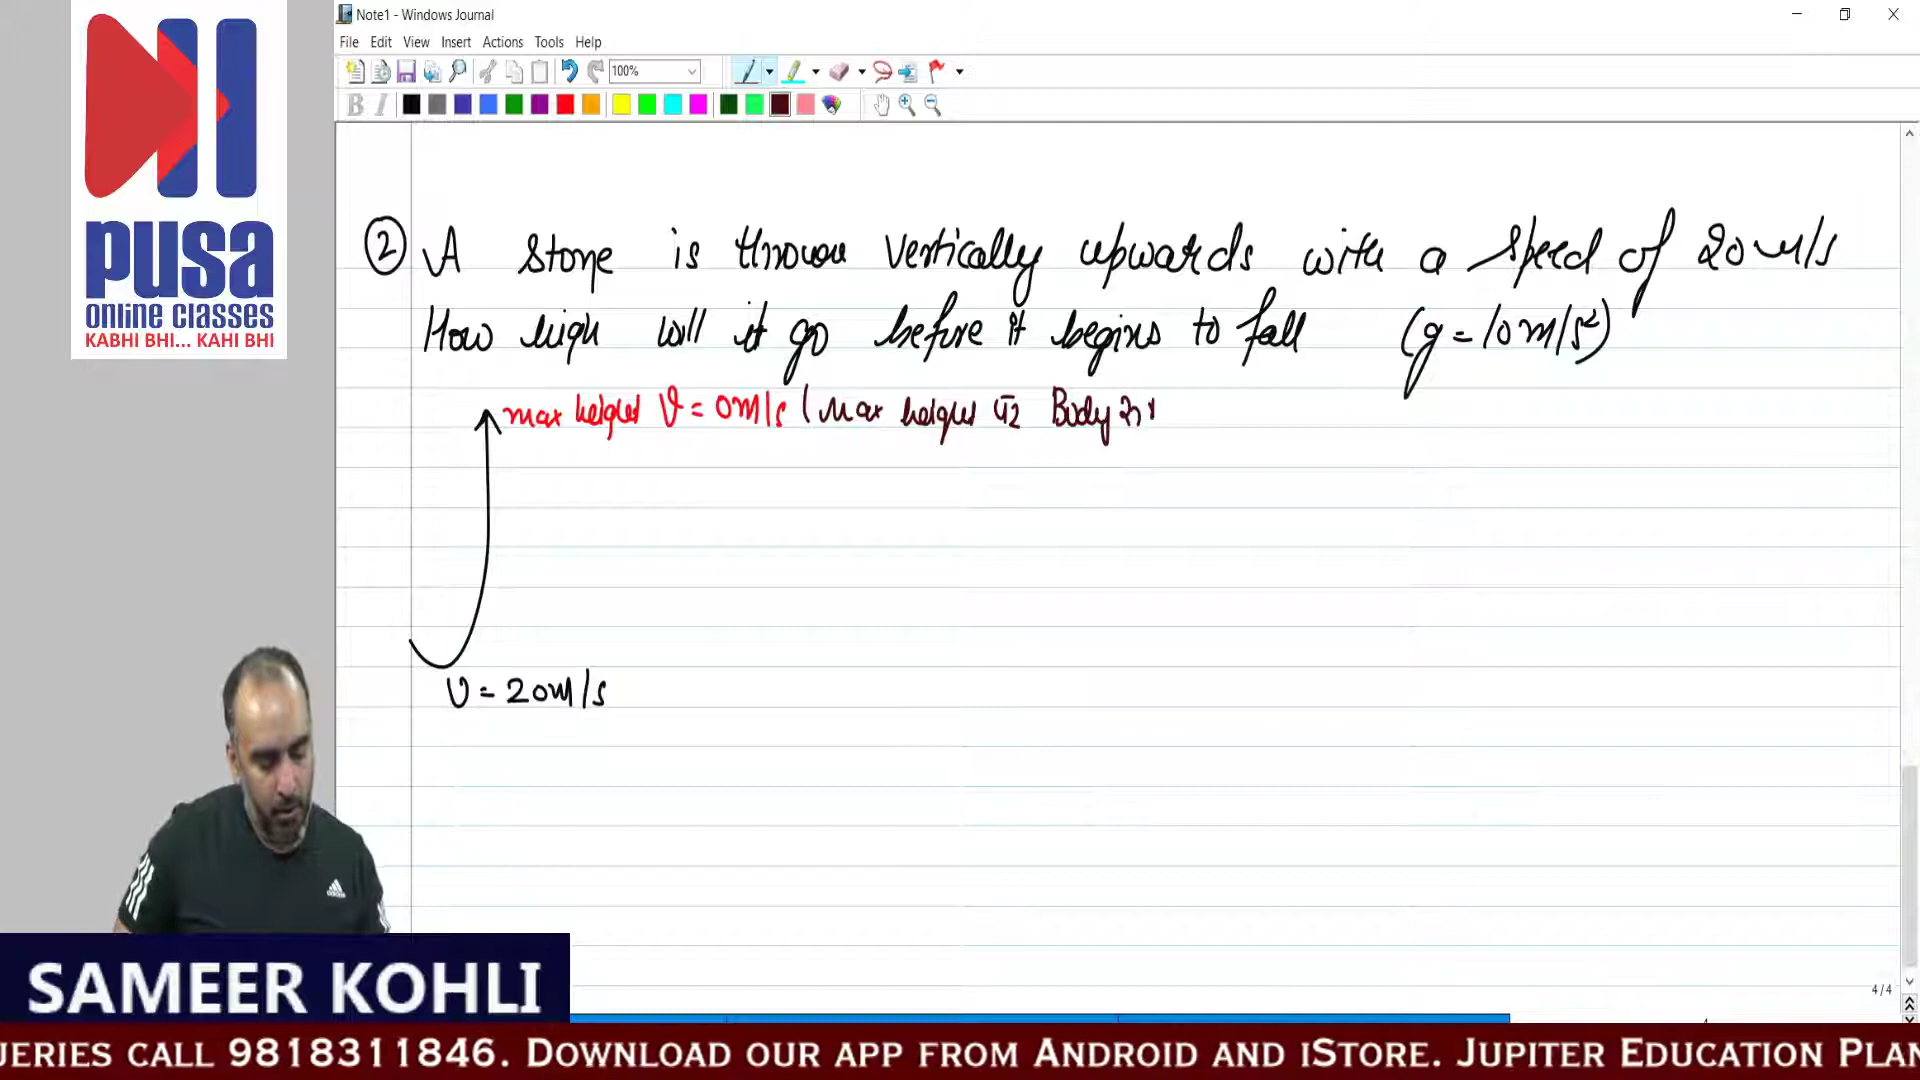 Note1 - Windows Journal
File Edit View Insert Actions Tools Help
100%
B I
PUSA
online classes
KABHI BHI... KAHI BHI
② A stone is thrown vertically upwards with a speed of 20 m/s
How high will it go before it begins to fall (g = 10 m/s²)
max height v = 0 m/s ( Max height Body
U = 20 m/s
4 / 4
SAMEER KOHLI
UERIES CALL 9818311846. DOWNLOAD OUR APP FROM ANDROID AND ISTORE. JUPITER EDUCATION PLAN